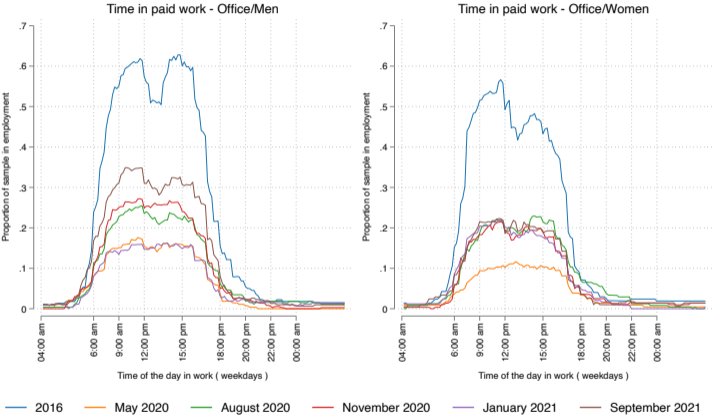 Time in paid work - Office/Men
.7
.6
.5
.4
.3
.2
.1
0
Proportion of sample in employment
04:00 am
6:00 am
9:00 am
12:00 pm
15:00 pm
18:00 pm
20:00 pm
22:00 pm
00:00 am
Time of the day in work ( weekdays )
Time in paid work - Office/Women
.7
.6
.5
.4
.3
.2
.1
0
Proportion of sample in employment
04:00 am
6:00 am
9:00 am
12:00 pm
15:00 pm
18:00 pm
20:00 pm
22:00 pm
00:00 am
Time of the day in work ( weekdays )
2016 May 2020 August 2020 November 2020 January 2021 September 2021